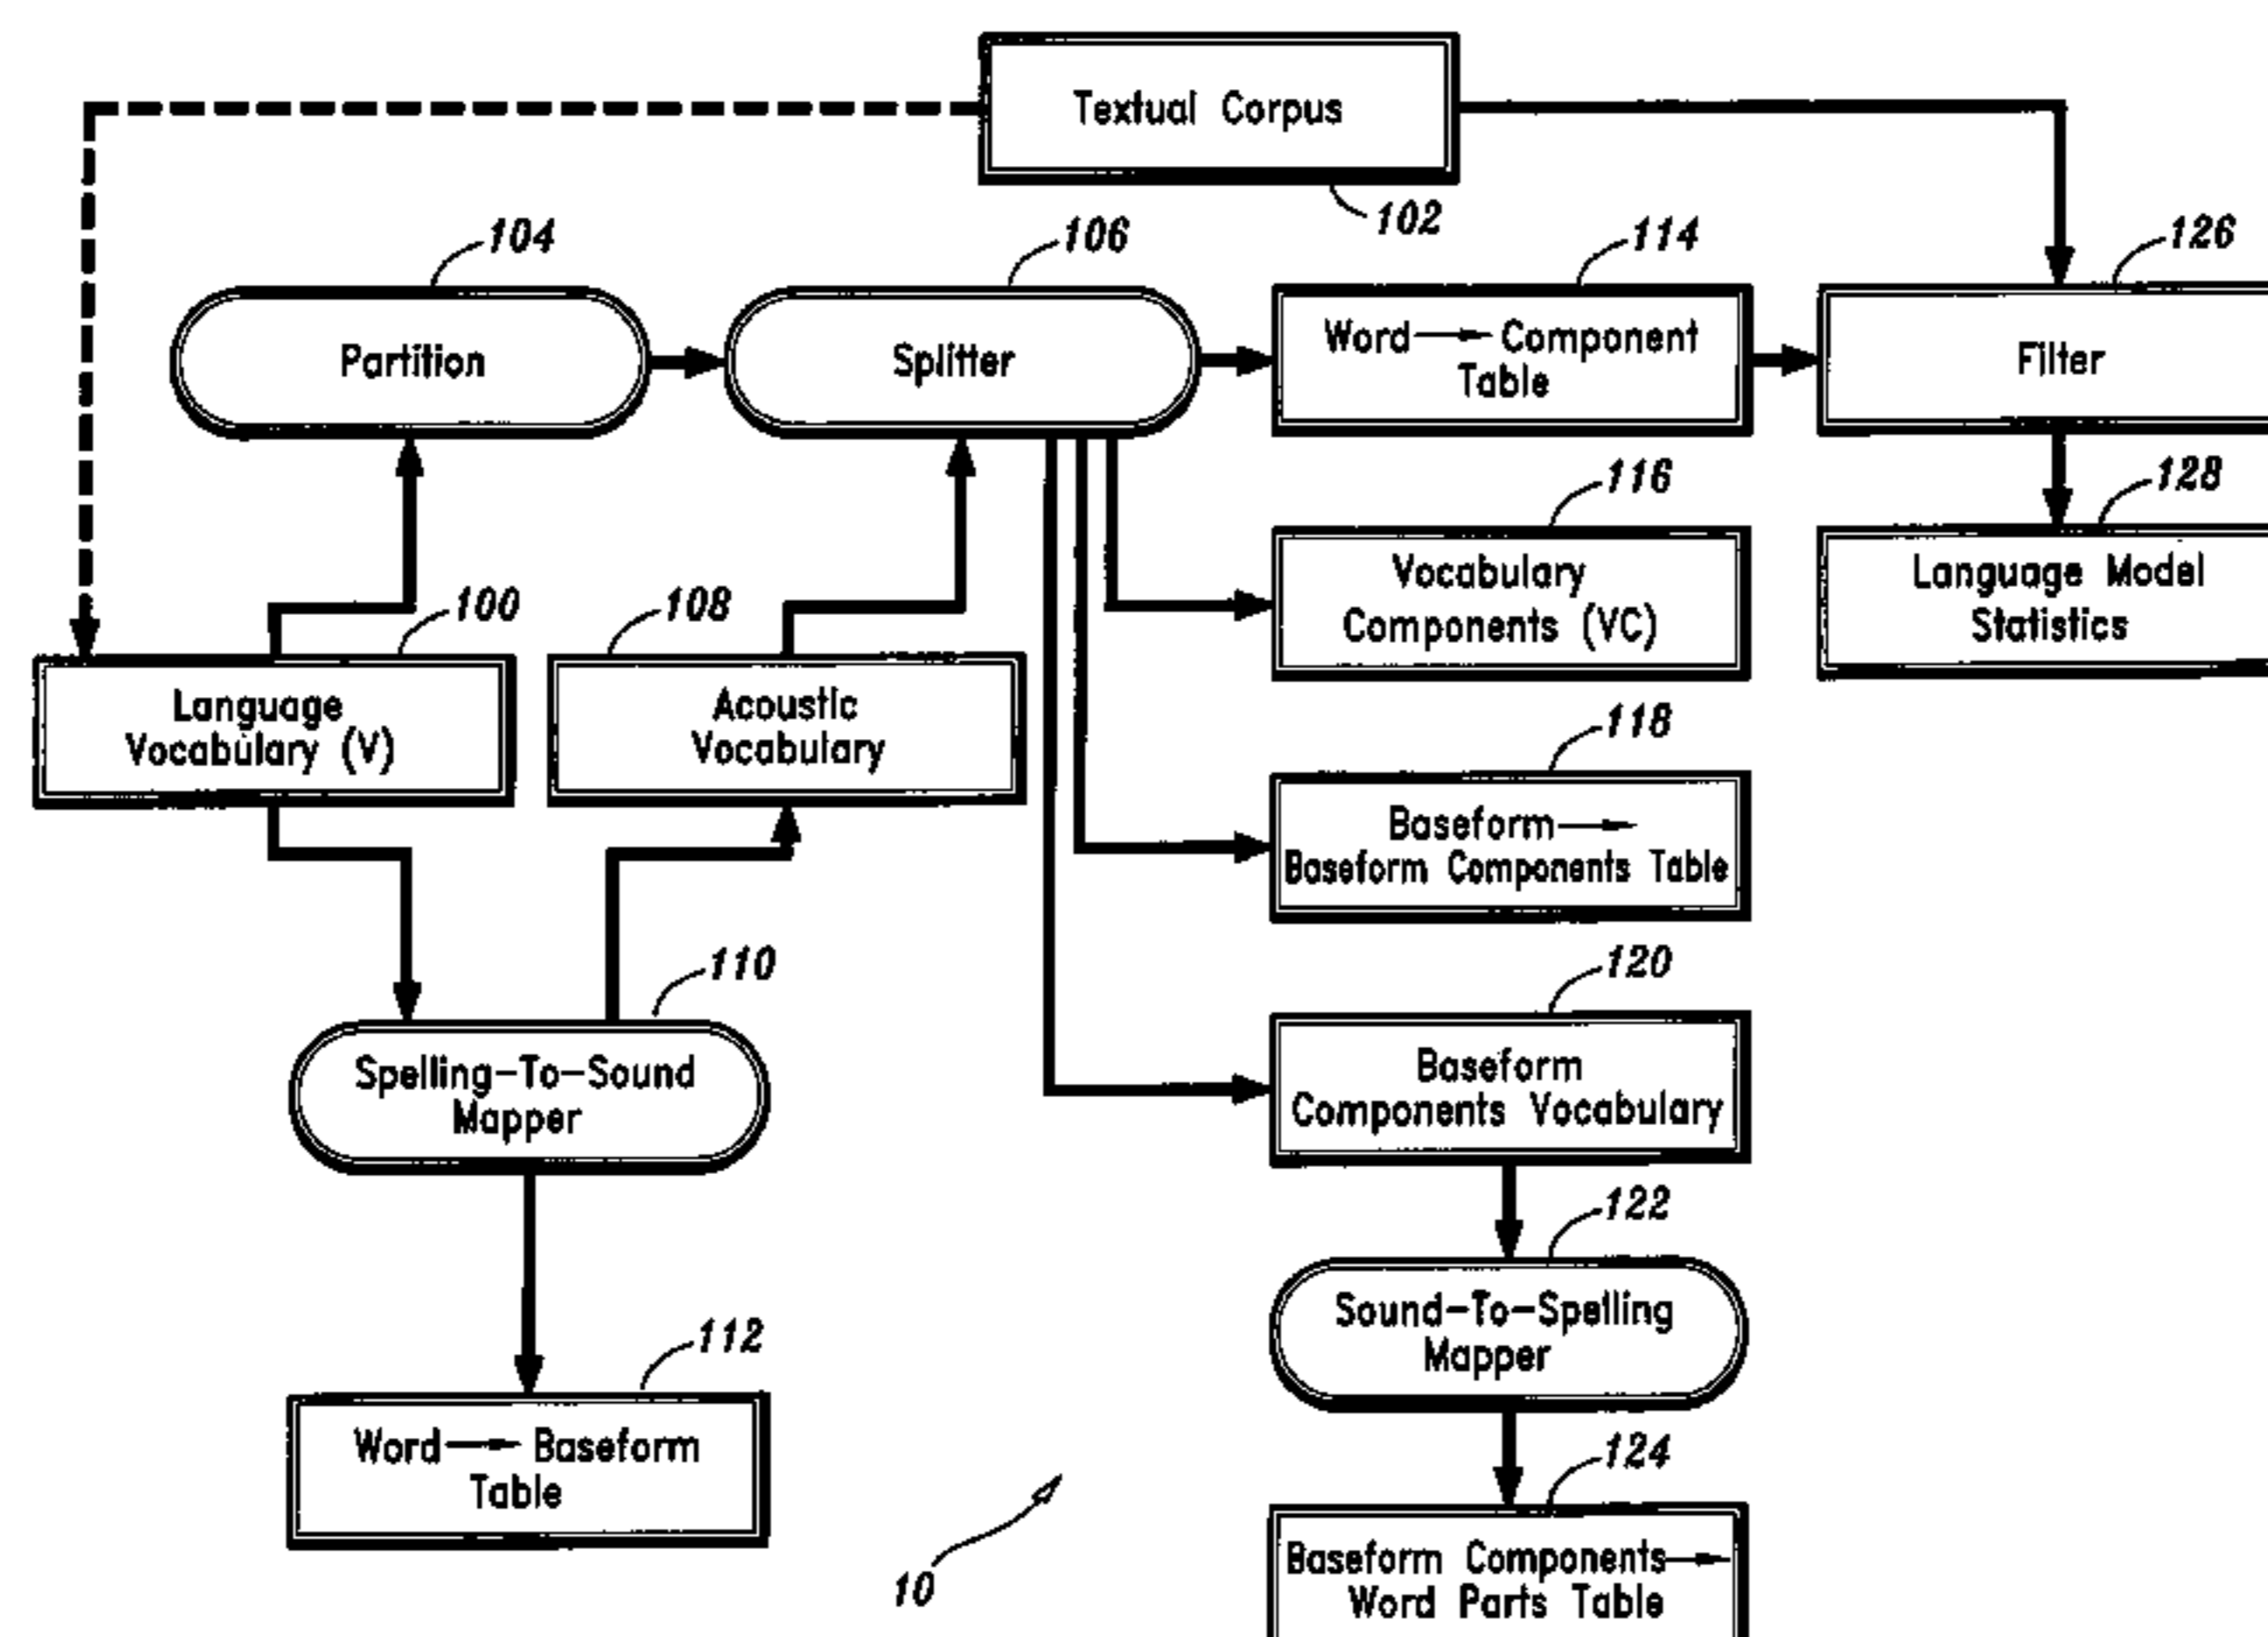 Textual Corpus
102
104
Partition
106
Splitter
114
Word→Component
Table
126
Filter
116
Vocabulary
Components (VC)
128
Language Model
Statistics
100
Language
Vocabulary (V)
108
Acoustic
Vocabulary
118
Baseform→
Baseform Components Table
110
Spelling-To-Sound
Mapper
120
Baseform
Components Vocabulary
122
Sound-To-Spelling
Mapper
112
Word→Baseform
Table
124
Baseform Components→
Word Parts Table
10